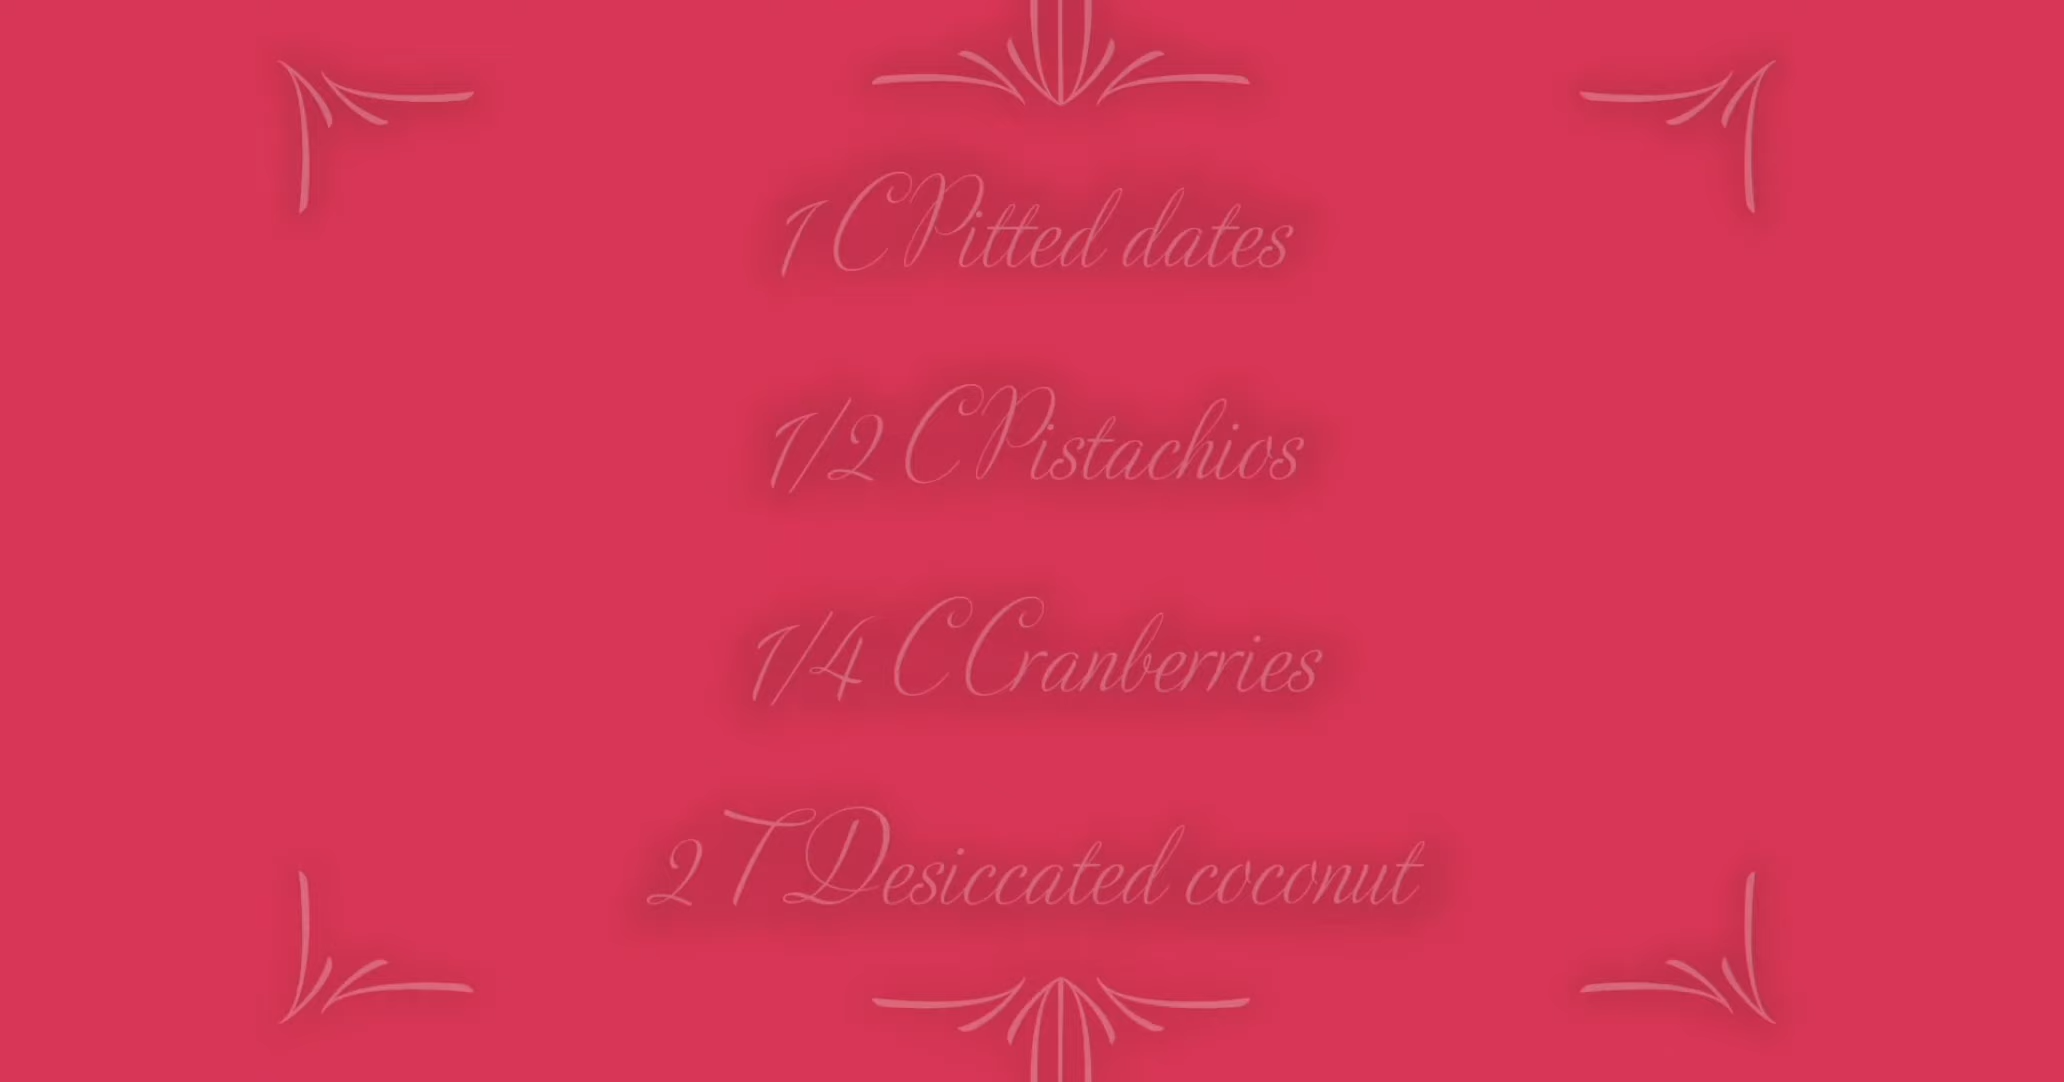 1 C Pitted dates
1/2 C Pistachios
1/4 C Cranberries
2 T Desiccated coconut